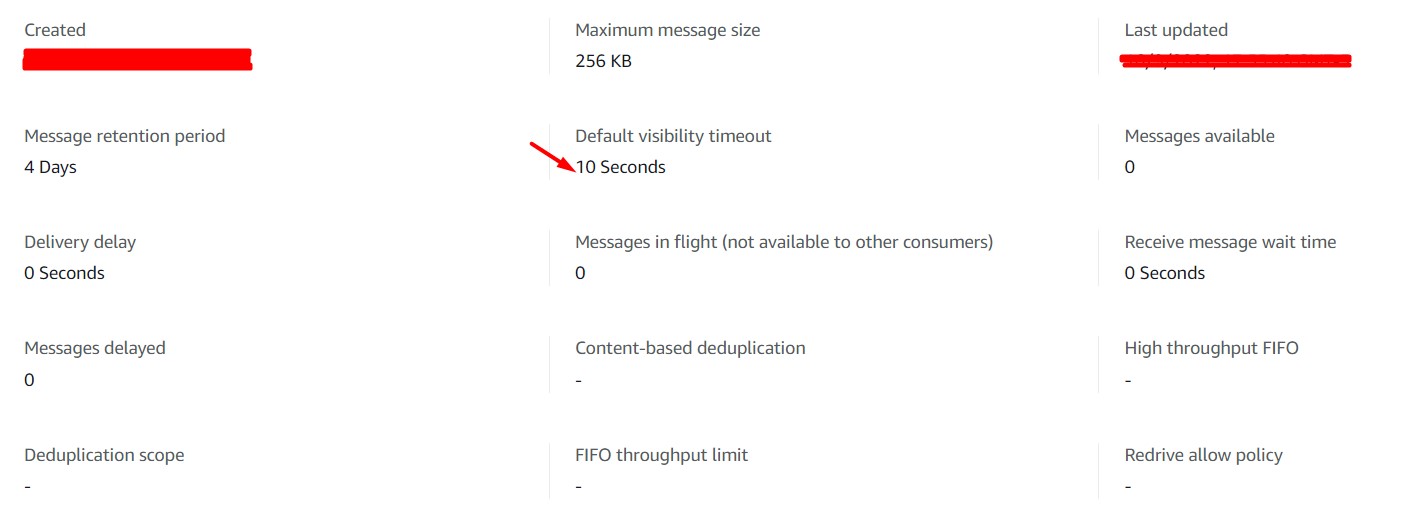 Created
Maximum message size
Last updated
256 KB
Message retention period
Default visibility timeout
Messages available
4 Days
10 Seconds
0
Delivery delay
Messages in flight (not available to other consumers)
Receive message wait time
0 Seconds
0
0 Seconds
Messages delayed
Content-based deduplication
High throughput FIFO
0
-
-
Deduplication scope
FIFO throughput limit
Redrive allow policy
-
-
-